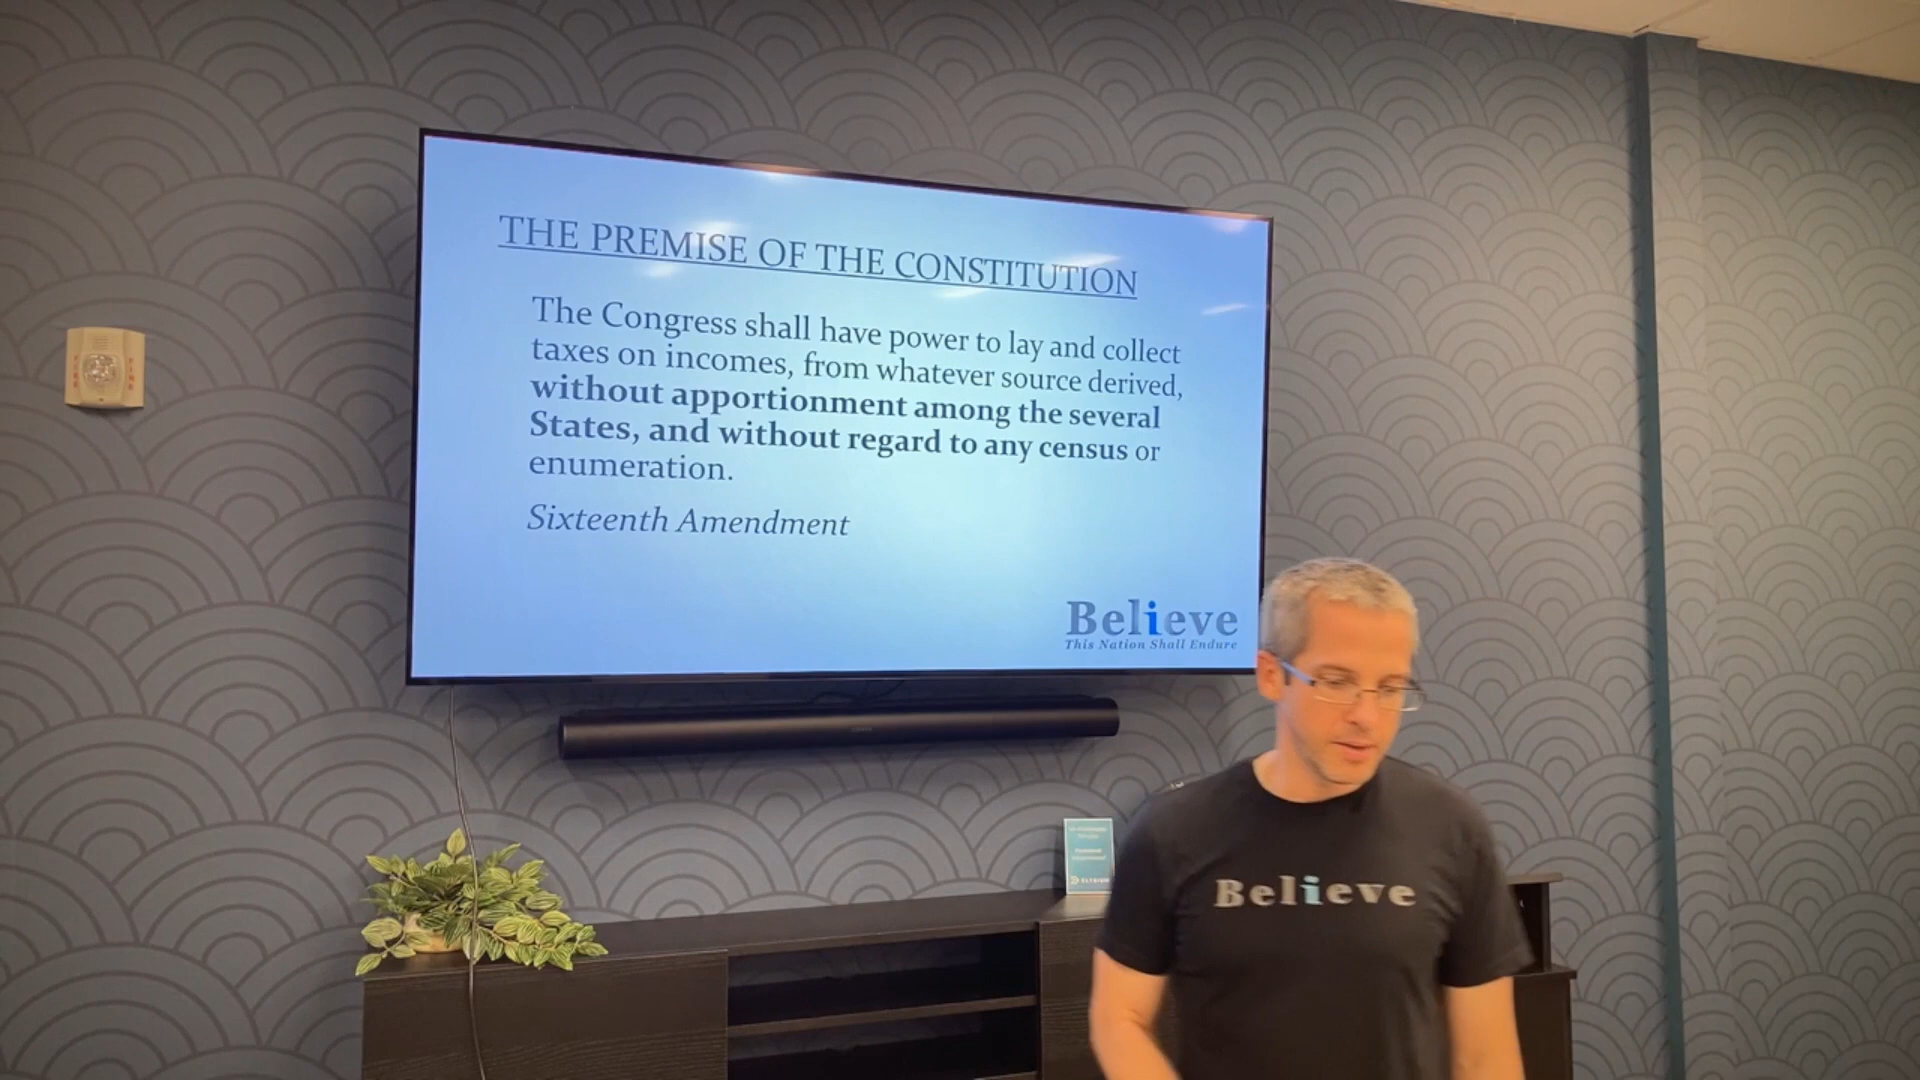 THE PREMISE OF THE CONSTITUTION
The Congress shall have power to lay and collect
taxes on incomes, from whatever source derived,
without apportionment among the several
States, and without regard to any census or
enumeration.
Sixteenth Amendment
Believe
This Nation Shall Endure
Believe
FIRE
FIRE